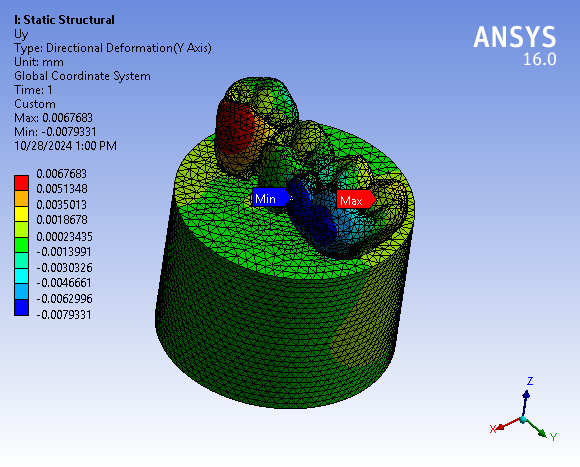 I: Static Structural
Uy
Type: Directional Deformation(Y Axis)
Unit: mm
Global Coordinate System
Time: 1
Custom
Max: 0.0067683
Min: -0.0079331
10/28/2024 1:00 PM
ANSYS
16.0
0.0067683
0.0051348
0.0035013
0.0018678
0.00023435
-0.0013991
-0.0030326
-0.0046661
-0.0062996
-0.0079331
Min
Max
Z
X
Y